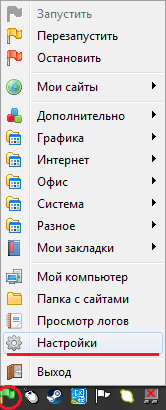 Запустить
Перезапустить
Остановить
Мои сайты
Дополнительно
Графика
Интернет
Офис
Система
Разное
Мои закладки
Мой компьютер
Папка с сайтами
Просмотр логов
Настройки
Выход